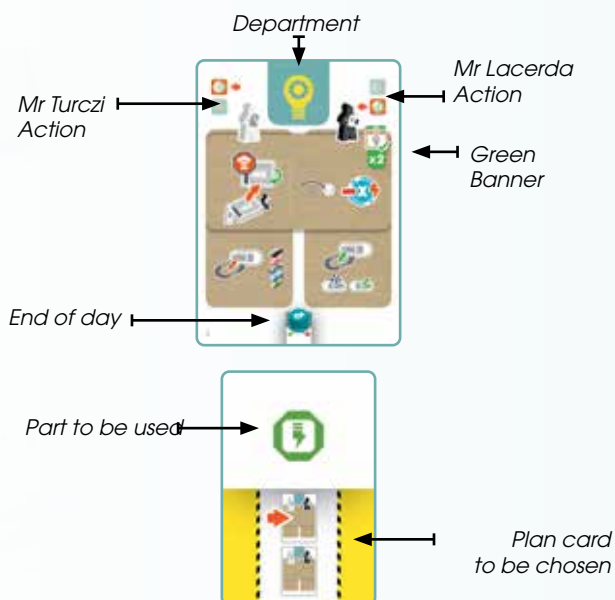 Department
Mr Turczi
Action
Mr Lacerda
Action
x2
Green
Banner
End of day
Part to be used
Plan card
to be chosen